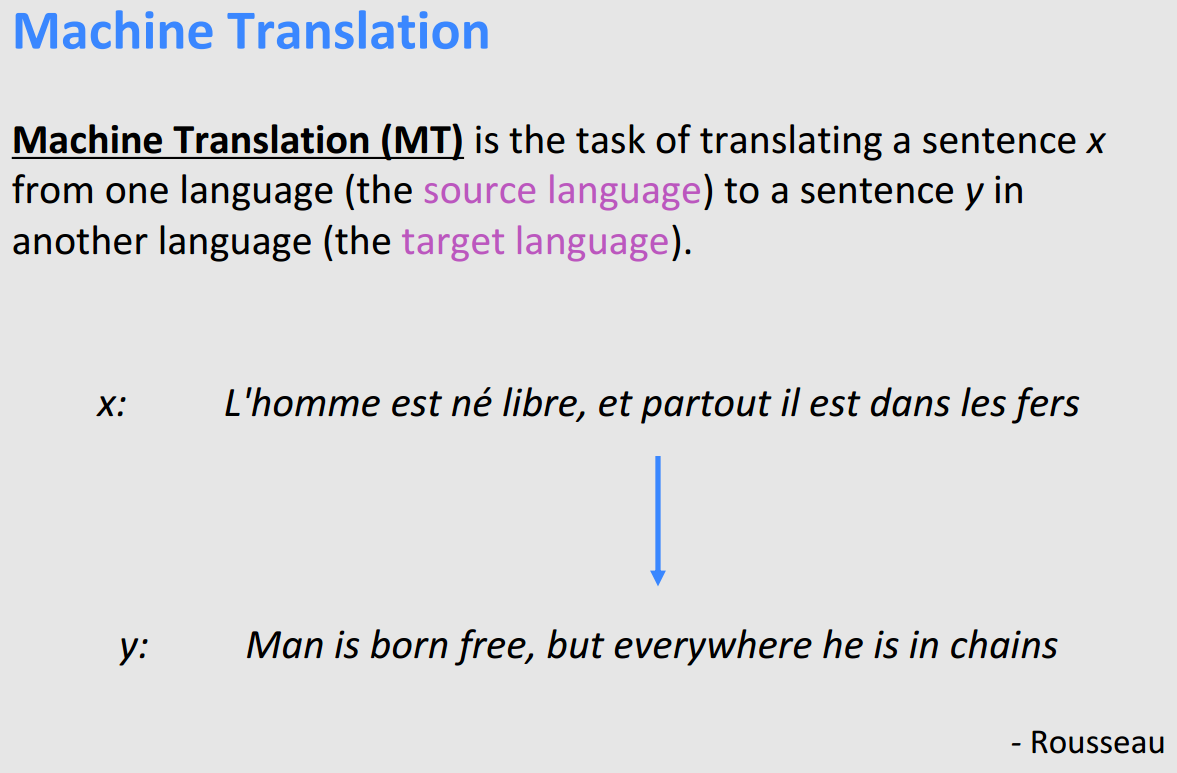 Machine Translation
Machine Translation (MT) is the task of translating a sentence x
from one language (the source language) to a sentence y in
another language (the target language).
x: L'homme est né libre, et partout il est dans les fers
y: Man is born free, but everywhere he is in chains
- Rousseau